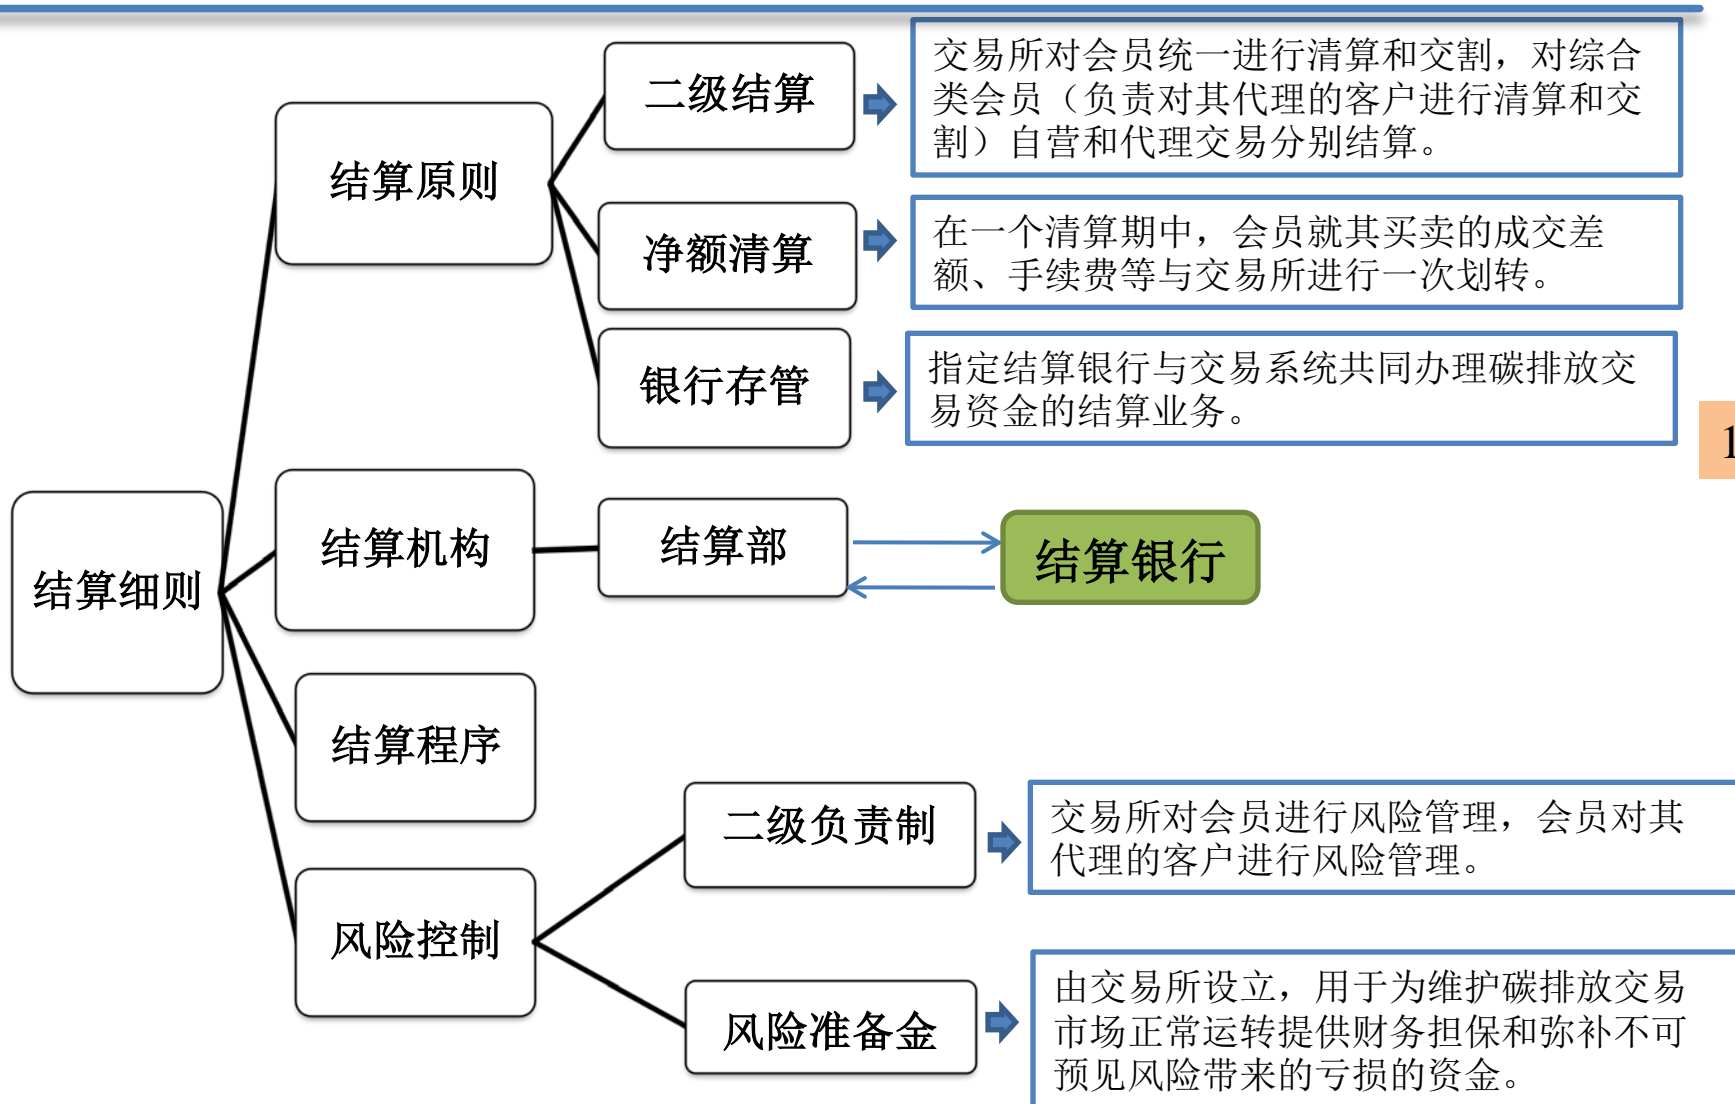 二级结算
交易所对会员统一进行清算和交割，对综合
类会员（负责对其代理的客户进行清算和交
割）自营和代理交易分别结算。
结算原则
净额清算
在一个清算期中，会员就其买卖的成交差
额、手续费等与交易所进行一次划转。
银行存管
指定结算银行与交易系统共同办理碳排放交
易资金的结算业务。
1
结算细则
结算机构
结算部
结算银行
结算程序
风险控制
二级负责制
交易所对会员进行风险管理，会员对其
代理的客户进行风险管理。
风险准备金
由交易所设立，用于为维护碳排放交易
市场正常运转提供财务担保和弥补不可
预见风险带来的亏损的资金。